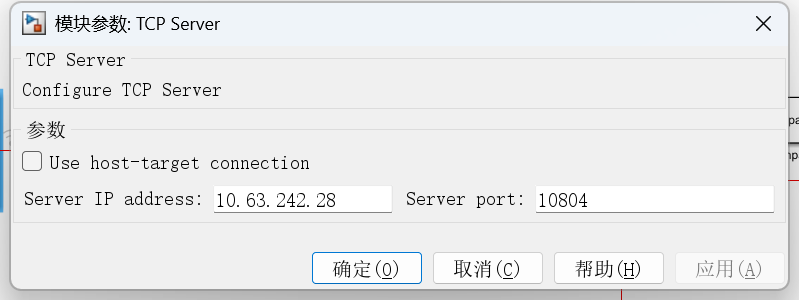 模块参数: TCP Server
TCP Server
Configure TCP Server
参数
Use host-target connection
Server IP address: 10.63.242.28 Server port: 10804
确定(O) 取消(C) 帮助(H) 应用(A)